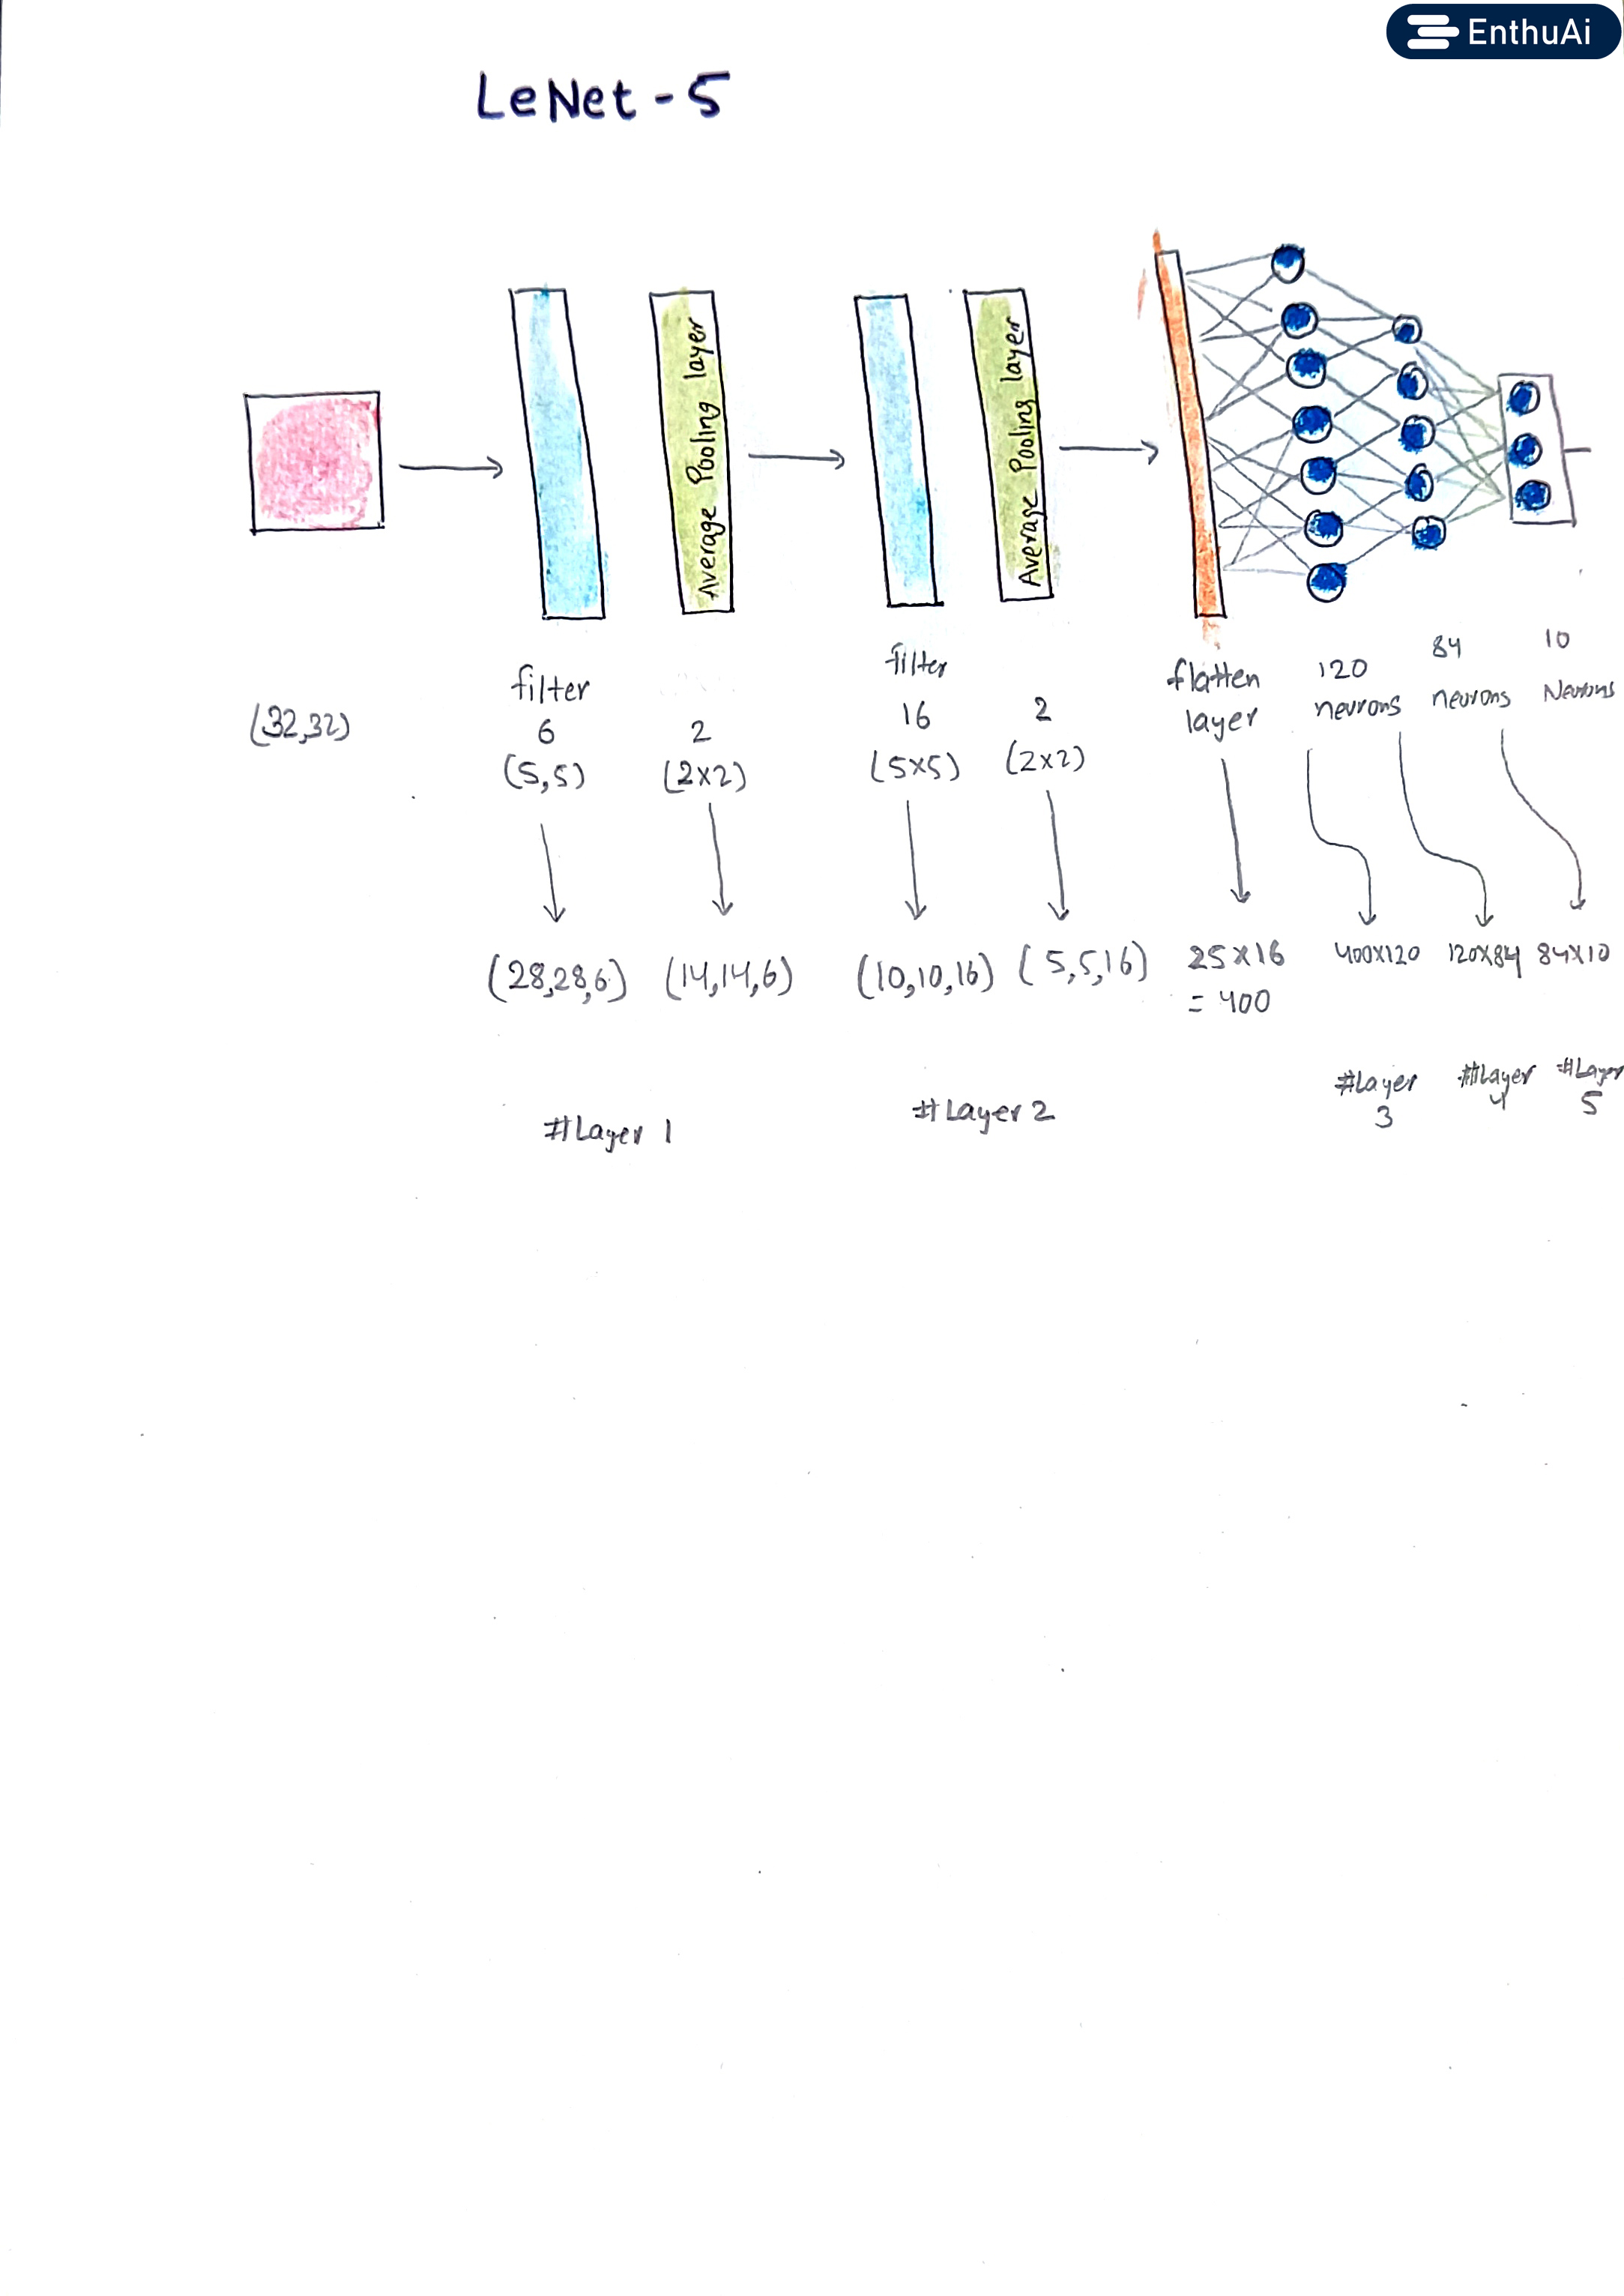 EnthuAi
LeNet-5
Average Pooling layer
Average Pooling layer
(32,32)
filter
6
(5,5)
2
(2x2)
filter
16
(5x5)
2
(2x2)
flatten
layer
120
neurons
84
neurons
10
Neurons
(28,28,6)
(14,14,6)
(10,10,16)
(5,5,16)
25x16
= 400
400x120
120x84
84x10
#Layer 1
#Layer 2
#Layer
3
#Layer
4
#Layer
5